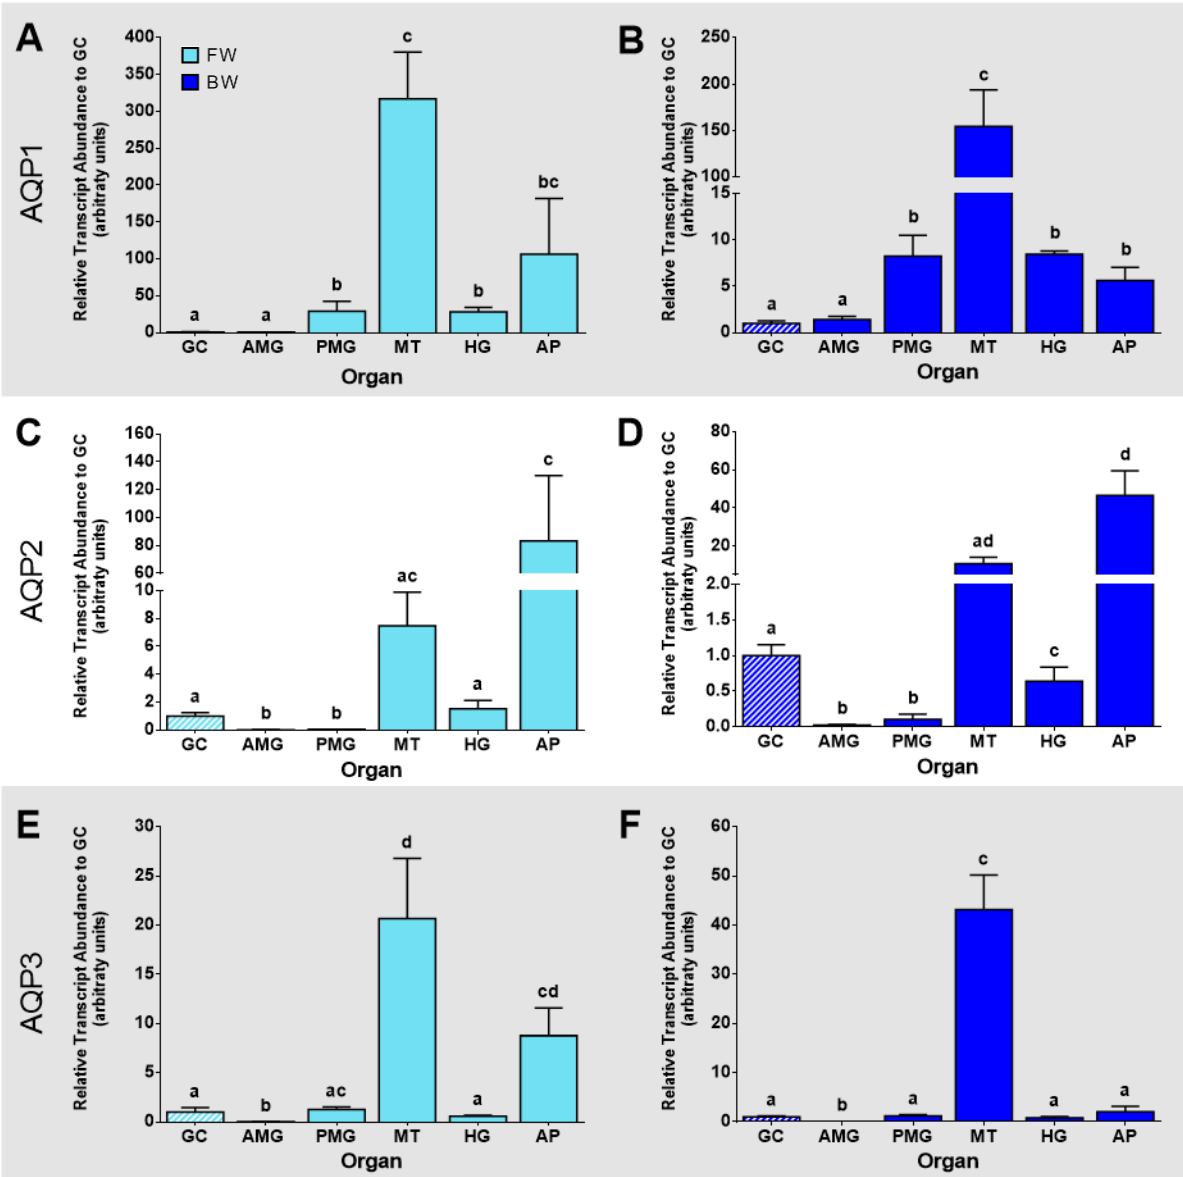 A
AQP1
Relative Transcript Abundance to GC
(arbitraty units)
400
350
300
250
200
150
100
50
0
FW
BW
a
a
b
c
b
bc
GC AMG PMG MT HG AP
Organ
B
Relative Transcript Abundance to GC
(arbitraty units)
250
200
150
100
15
10
5
0
a
a
b
c
b
b
GC AMG PMG MT HG AP
Organ
C
AQP2
Relative Transcript Abundance to GC
(arbitraty units)
160
140
120
100
80
60
10
8
6
4
2
0
a
b
b
ac
a
c
GC AMG PMG MT HG AP
Organ
D
Relative Transcript Abundance to GC
(arbitraty units)
80
60
40
20
2.0
1.5
1.0
0.5
0.0
a
b
b
ad
c
d
GC AMG PMG MT HG AP
Organ
E
AQP3
Relative Transcript Abundance to GC
(arbitraty units)
30
25
20
15
10
5
0
a
b
ac
d
a
cd
GC AMG PMG MT HG AP
Organ
F
Relative Transcript Abundance to GC
(arbitraty units)
60
50
40
30
20
10
0
a
b
a
c
a
a
GC AMG PMG MT HG AP
Organ